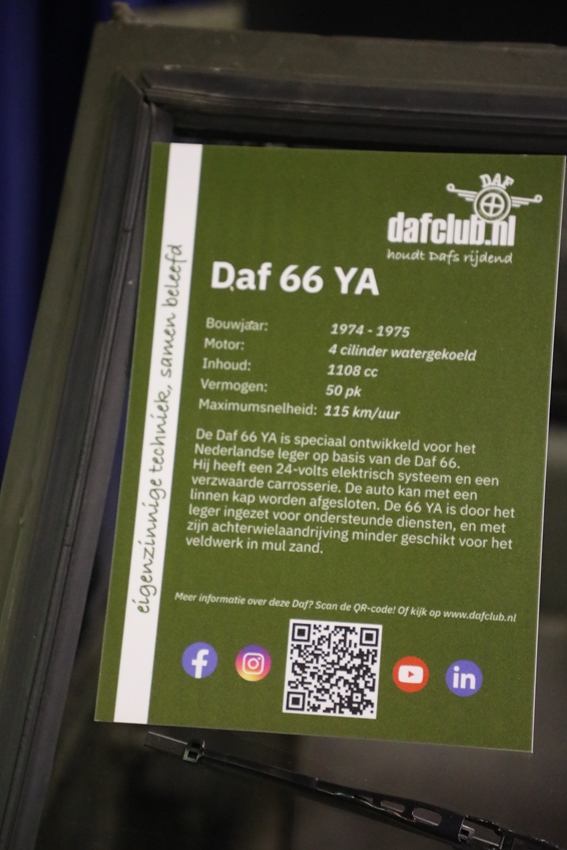 DAF
dafclub.nl
houdt Dafs rijdend
eigenzinnige techniek, samen beleefd
Daf 66 YA
Bouwjaar: 1974 - 1975
Motor: 4 cilinder watergekoeld
Inhoud: 1108 cc
Vermogen: 50 pk
Maximumsnelheid: 115 km/uur
De Daf 66 YA is speciaal ontwikkeld voor het
Nederlandse leger op basis van de Daf 66.
Hij heeft een 24-volts elektrisch systeem en een
verzwaarde carrosserie. De auto kan met een
linnen kap worden afgesloten. De 66 YA is door het
leger ingezet voor ondersteunde diensten, en met
zijn achterwielaandrijving minder geschikt voor het
veldwerk in mul zand.
Meer informatie over deze Daf? Scan de QR-code! Of kijk op www.dafclub.nl